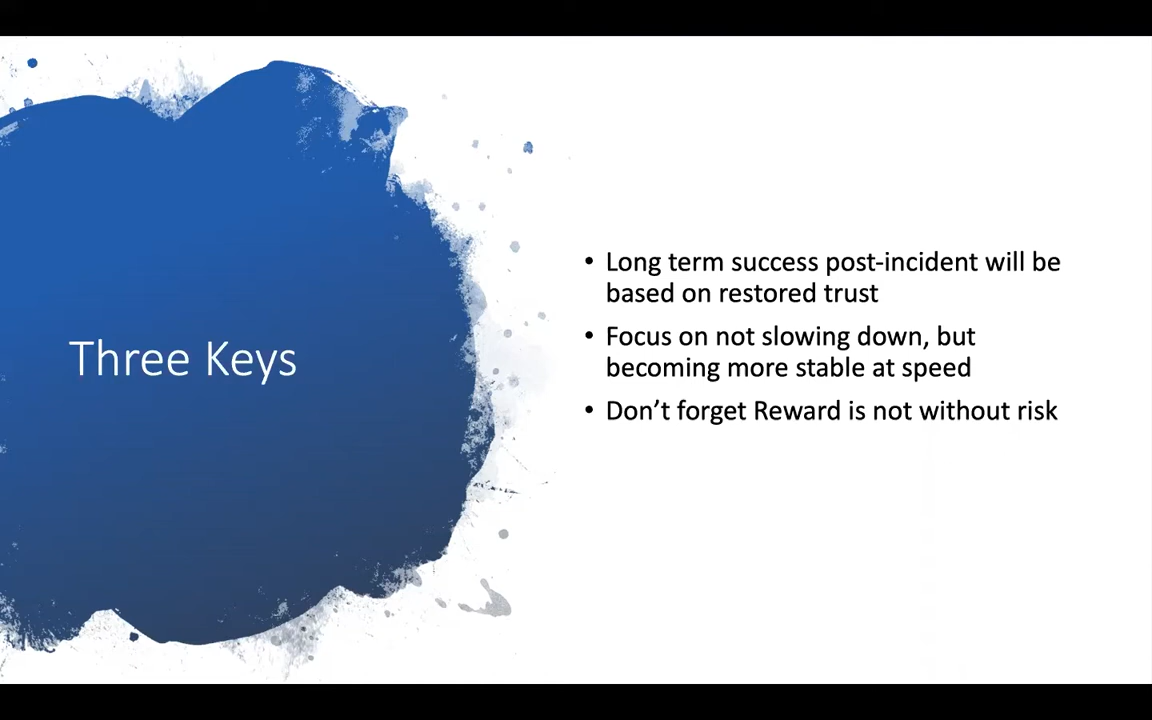 Three Keys
• Long term success post-incident will be
based on restored trust
• Focus on not slowing down, but
becoming more stable at speed
• Don’t forget Reward is not without risk